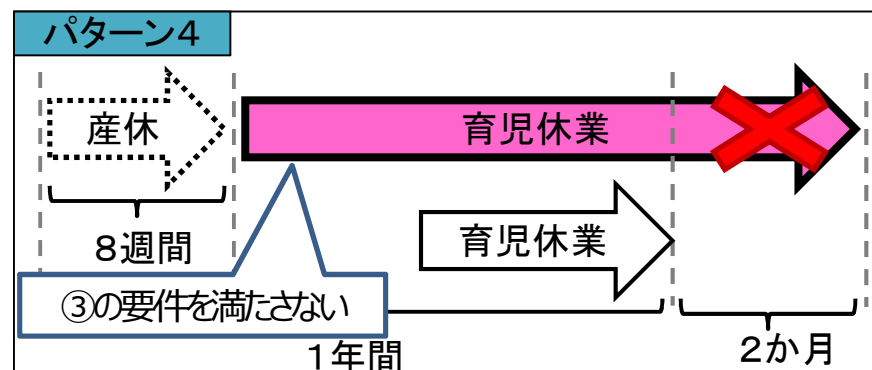 パターン4
産休
育児休業
8週間
育児休業
③の要件を満たさない
1年間
2か月